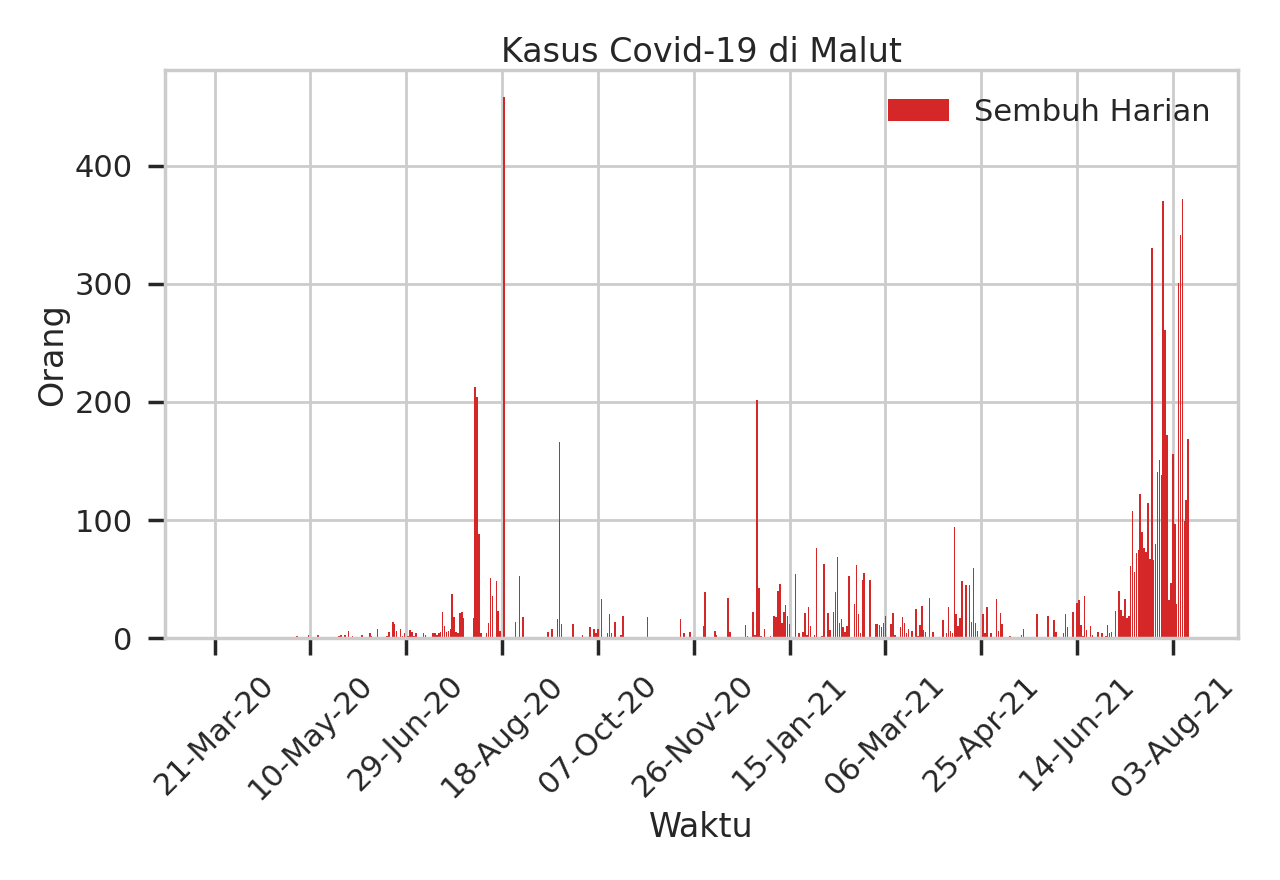 Kasus Covid-19 di Malut
Sembuh Harian
Orang
400
300
200
100
0
21-Mar-20
10-May-20
29-Jun-20
18-Aug-20
07-Oct-20
26-Nov-20
15-Jan-21
06-Mar-21
25-Apr-21
14-Jun-21
03-Aug-21
Waktu